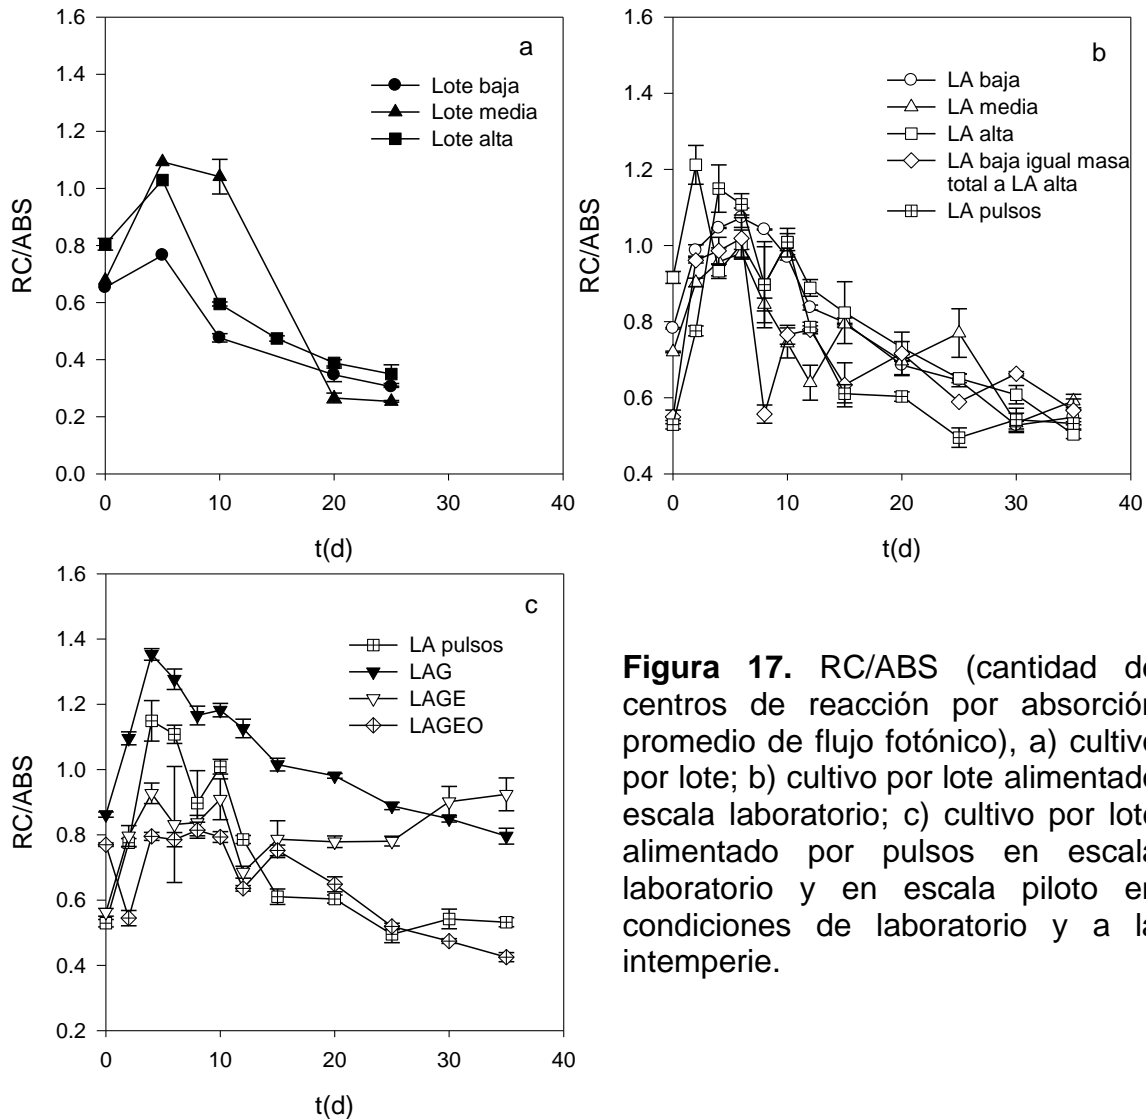 a
Lote baja
Lote media
Lote alta
RC/ABS
1.6
1.4
1.2
1.0
0.8
0.6
0.4
0.2
0.0
0 10 20 30 40
t(d)
b
LA baja
LA media
LA alta
LA baja igual masa
total a LA alta
LA pulsos
RC/ABS
1.6
1.4
1.2
1.0
0.8
0.6
0.4
0 10 20 30 40
t(d)
c
LA pulsos
LAG
LAGE
LAGEO
RC/ABS
1.6
1.4
1.2
1.0
0.8
0.6
0.4
0.2
0 10 20 30 40
t(d)
Figura 17. RC/ABS (cantidad de
centros de reacción por absorción
promedio de flujo fotónico), a) cultivo
por lote; b) cultivo por lote alimentado
escala laboratorio; c) cultivo por lote
alimentado por pulsos en escala
laboratorio y en escala piloto en
condiciones de laboratorio y a la
intemperie.